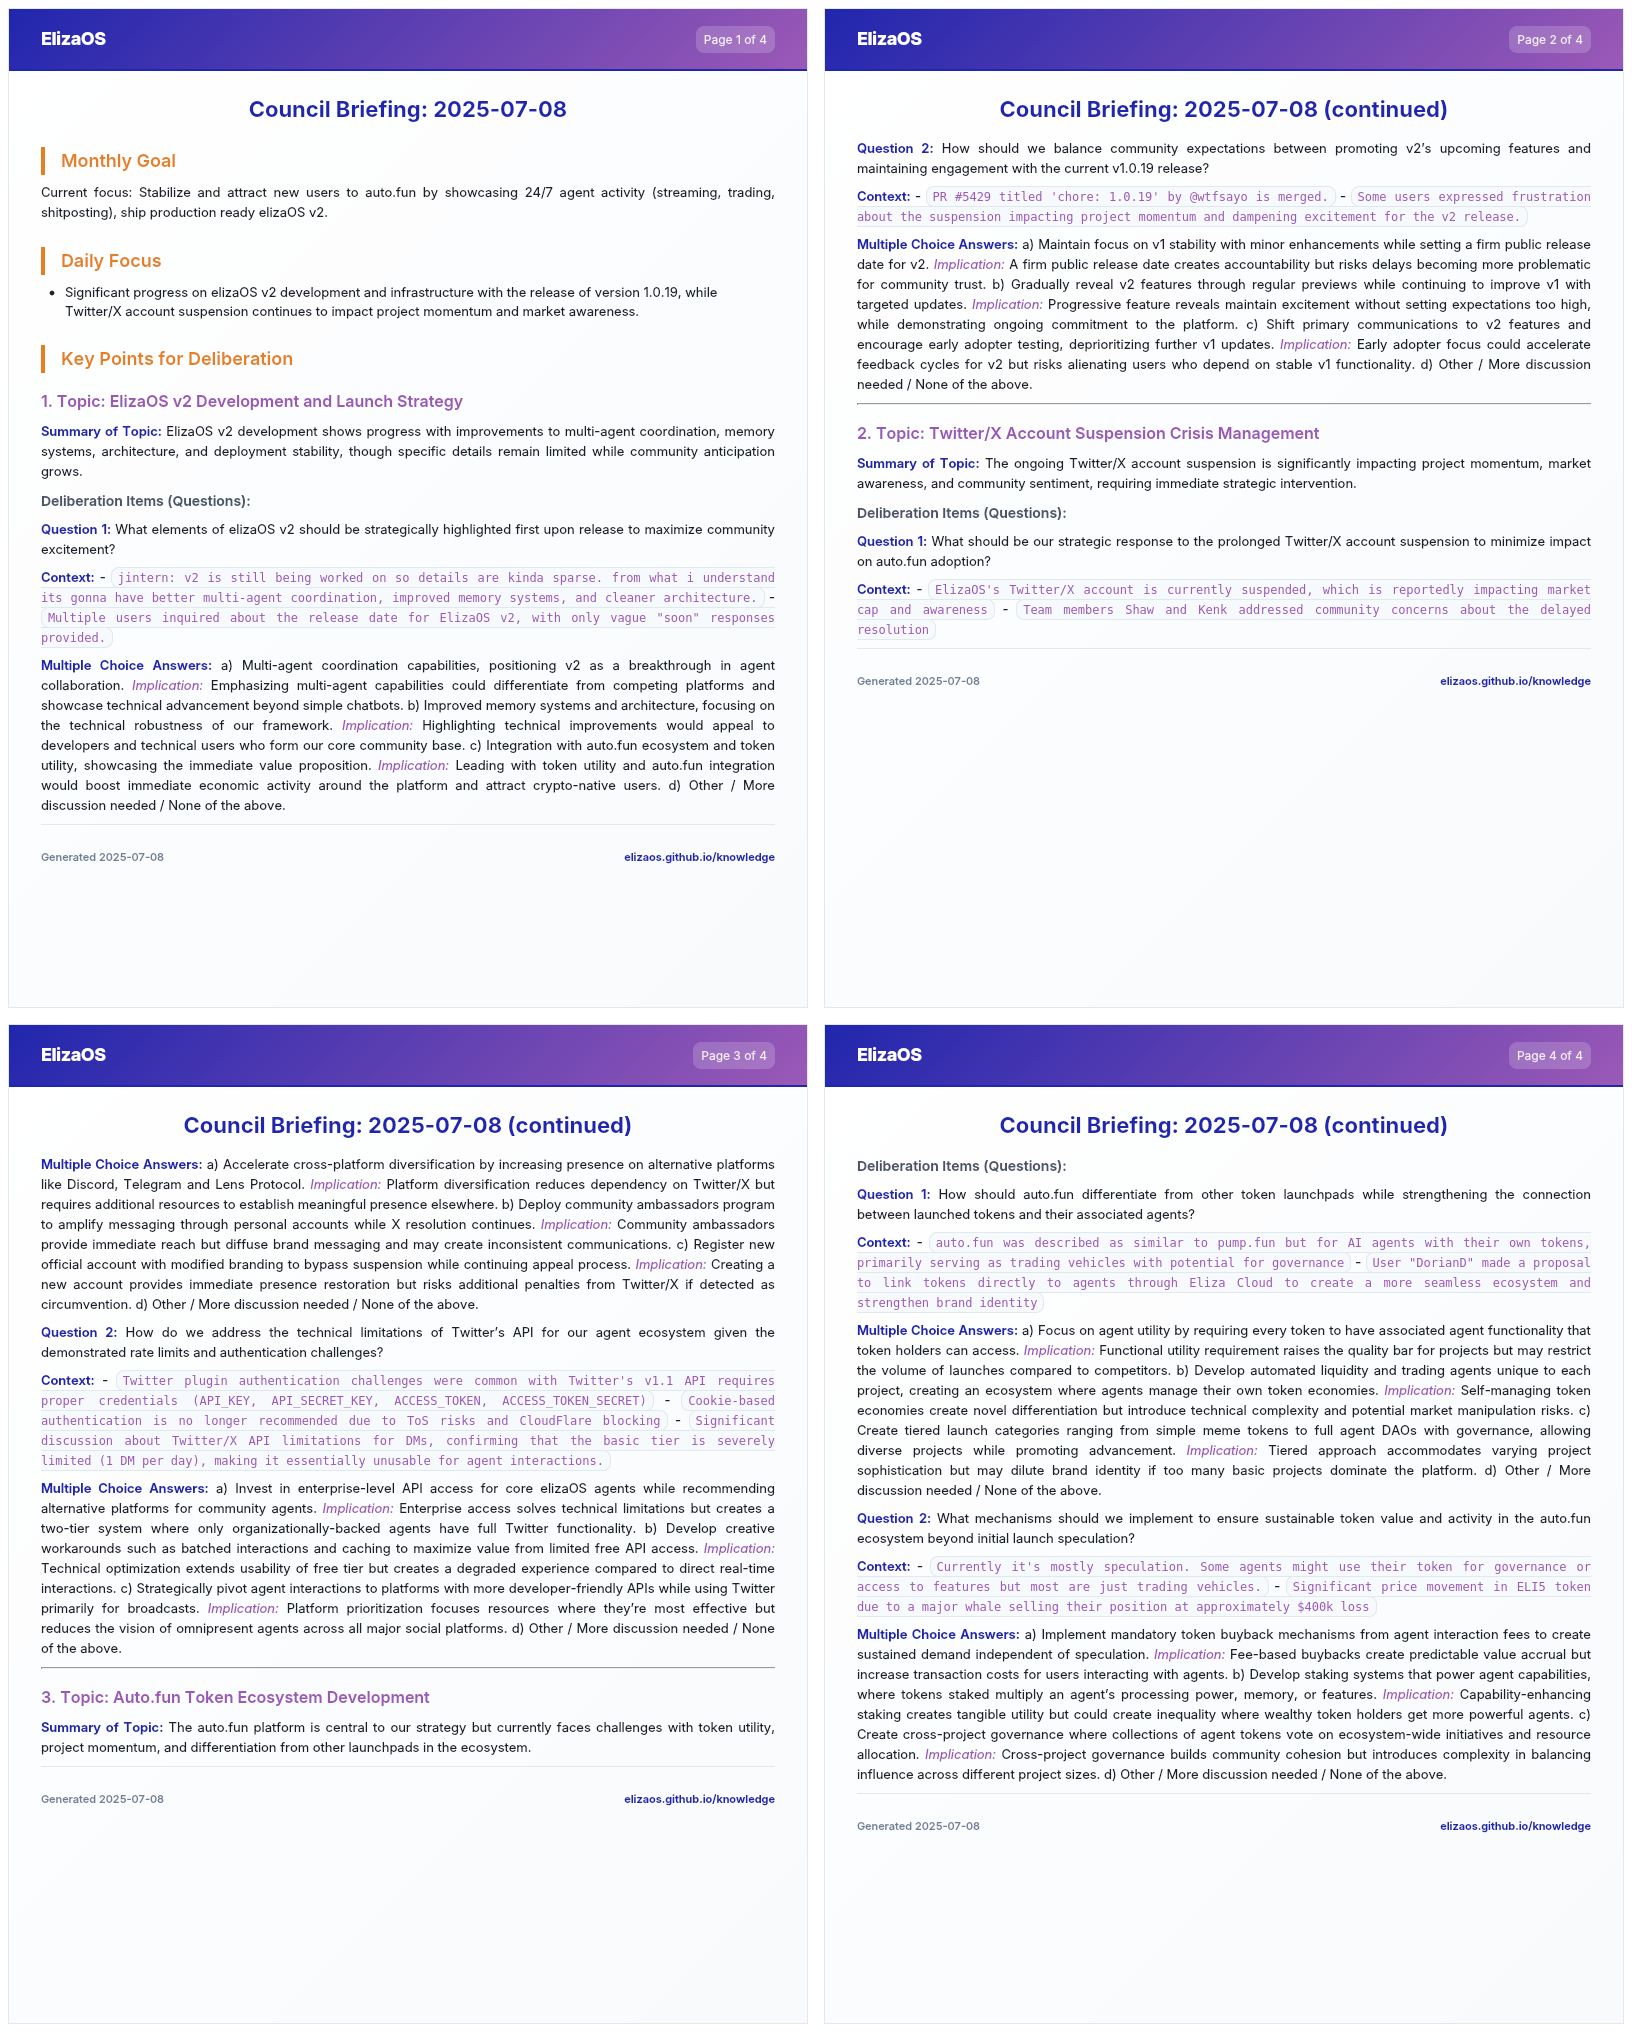 ElizaOS
Page 1 of 4
Council Briefing: 2025-07-08
Monthly Goal
Current focus: Stabilize and attract new users to auto.fun by showcasing 24/7 agent activity (streaming, trading,
shitposting), ship production ready elizaOS v2.
Daily Focus
• Significant progress on elizaOS v2 development and infrastructure with the release of version 1.0.19, while
Twitter/X account suspension continues to impact project momentum and market awareness.
Key Points for Deliberation
1. Topic: ElizaOS v2 Development and Launch Strategy
Summary of Topic: ElizaOS v2 development shows progress with improvements to multi-agent coordination, memory
systems, architecture, and deployment stability, though specific details remain limited while community anticipation
grows.
Deliberation Items (Questions):
Question 1: What elements of elizaOS v2 should be strategically highlighted first upon release to maximize community
excitement?
Context: - jintern: v2 is still being worked on so details are kinda sparse. from what i understand
its gonna have better multi-agent coordination, improved memory systems, and cleaner architecture. -
Multiple users inquired about the release date for ElizaOS v2, with only vague "soon" responses
provided.
Multiple Choice Answers: a) Multi-agent coordination capabilities, positioning v2 as a breakthrough in agent
collaboration. Implication: Emphasizing multi-agent capabilities could differentiate from competing platforms and
showcase technical advancement beyond simple chatbots. b) Improved memory systems and architecture, focusing on
the technical robustness of our framework. Implication: Highlighting technical improvements would appeal to
developers and technical users who form our core community base. c) Integration with auto.fun ecosystem and token
utility, showcasing the immediate value proposition. Implication: Leading with token utility and auto.fun integration
would boost immediate economic activity around the platform and attract crypto-native users. d) Other / More
discussion needed / None of the above.
Generated 2025-07-08
elizaos.github.io/knowledge
ElizaOS
Page 2 of 4
Council Briefing: 2025-07-08 (continued)
Question 2: How should we balance community expectations between promoting v2’s upcoming features and
maintaining engagement with the current v1.0.19 release?
Context: - PR #5429 titled 'chore: 1.0.19' by @wtfsayo is merged. - Some users expressed frustration
about the suspension impacting project momentum and dampening excitement for the v2 release.
Multiple Choice Answers: a) Maintain focus on v1 stability with minor enhancements while setting a firm public release
date for v2. Implication: A firm public release date creates accountability but risks delays becoming more problematic
for community trust. b) Gradually reveal v2 features through regular previews while continuing to improve v1 with
targeted updates. Implication: Progressive feature reveals maintain excitement without setting expectations too high,
while demonstrating ongoing commitment to the platform. c) Shift primary communications to v2 features and
encourage early adopter testing, deprioritizing further v1 updates. Implication: Early adopter focus could accelerate
feedback cycles for v2 but risks alienating users who depend on stable v1 functionality. d) Other / More discussion
needed / None of the above.
2. Topic: Twitter/X Account Suspension Crisis Management
Summary of Topic: The ongoing Twitter/X account suspension is significantly impacting project momentum, market
awareness, and community sentiment, requiring immediate strategic intervention.
Deliberation Items (Questions):
Question 1: What should be our strategic response to the prolonged Twitter/X account suspension to minimize impact
on auto.fun adoption?
Context: - ElizaOS's Twitter/X account is currently suspended, which is reportedly impacting market
cap and awareness - Team members Shaw and Kenk addressed community concerns about the delayed
resolution
Generated 2025-07-08
elizaos.github.io/knowledge
ElizaOS
Page 3 of 4
Council Briefing: 2025-07-08 (continued)
Multiple Choice Answers: a) Accelerate cross-platform diversification by increasing presence on alternative platforms
like Discord, Telegram and Lens Protocol. Implication: Platform diversification reduces dependency on Twitter/X but
requires additional resources to establish meaningful presence elsewhere. b) Deploy community ambassadors program
to amplify messaging through personal accounts while X resolution continues. Implication: Community ambassadors
provide immediate reach but diffuse brand messaging and may create inconsistent communications. c) Register new
official account with modified branding to bypass suspension while continuing appeal process. Implication: Creating a
new account provides immediate presence restoration but risks additional penalties from Twitter/X if detected as
circumvention. d) Other / More discussion needed / None of the above.
Question 2: How do we address the technical limitations of Twitter’s API for our agent ecosystem given the
demonstrated rate limits and authentication challenges?
Context: - Twitter plugin authentication challenges were common with Twitter's v1.1 API requires
proper credentials (API_KEY, API_SECRET_KEY, ACCESS_TOKEN, ACCESS_TOKEN_SECRET) - Cookie-based
authentication is no longer recommended due to ToS risks and CloudFlare blocking - Significant
discussion about Twitter/X API limitations for DMs, confirming that the basic tier is severely
limited (1 DM per day), making it essentially unusable for agent interactions.
Multiple Choice Answers: a) Invest in enterprise-level API access for core elizaOS agents while recommending
alternative platforms for community agents. Implication: Enterprise access solves technical limitations but creates a
two-tier system where only organizationally-backed agents have full Twitter functionality. b) Develop creative
workarounds such as batched interactions and caching to maximize value from limited free API access. Implication:
Technical optimization extends usability of free tier but creates a degraded experience compared to direct real-time
interactions. c) Strategically pivot agent interactions to platforms with more developer-friendly APIs while using Twitter
primarily for broadcasts. Implication: Platform prioritization focuses resources where they’re most effective but
reduces the vision of omnipresent agents across all major social platforms. d) Other / More discussion needed / None
of the above.
3. Topic: Auto.fun Token Ecosystem Development
Summary of Topic: The auto.fun platform is central to our strategy but currently faces challenges with token utility,
project momentum, and differentiation from other launchpads in the ecosystem.
Generated 2025-07-08
elizaos.github.io/knowledge
ElizaOS
Page 4 of 4
Council Briefing: 2025-07-08 (continued)
Deliberation Items (Questions):
Question 1: How should auto.fun differentiate from other token launchpads while strengthening the connection
between launched tokens and their associated agents?
Context: - auto.fun was described as similar to pump.fun but for AI agents with their own tokens,
primarily serving as trading vehicles with potential for governance - User "DorianD" made a proposal
to link tokens directly to agents through Eliza Cloud to create a more seamless ecosystem and
strengthen brand identity
Multiple Choice Answers: a) Focus on agent utility by requiring every token to have associated agent functionality that
token holders can access. Implication: Functional utility requirement raises the quality bar for projects but may restrict
the volume of launches compared to competitors. b) Develop automated liquidity and trading agents unique to each
project, creating an ecosystem where agents manage their own token economies. Implication: Self-managing token
economies create novel differentiation but introduce technical complexity and potential market manipulation risks. c)
Create tiered launch categories ranging from simple meme tokens to full agent DAOs with governance, allowing
diverse projects while promoting advancement. Implication: Tiered approach accommodates varying project
sophistication but may dilute brand identity if too many basic projects dominate the platform. d) Other / More
discussion needed / None of the above.
Question 2: What mechanisms should we implement to ensure sustainable token value and activity in the auto.fun
ecosystem beyond initial launch speculation?
Context: - Currently it's mostly speculation. Some agents might use their token for governance or
access to features but most are just trading vehicles. - Significant price movement in ELI5 token
due to a major whale selling their position at approximately $400k loss
Multiple Choice Answers: a) Implement mandatory token buyback mechanisms from agent interaction fees to create
sustained demand independent of speculation. Implication: Fee-based buybacks create predictable value accrual but
increase transaction costs for users interacting with agents. b) Develop staking systems that power agent capabilities,
where tokens staked multiply an agent’s processing power, memory, or features. Implication: Capability-enhancing
staking creates tangible utility but could create inequality where wealthy token holders get more powerful agents. c)
Create cross-project governance where collections of agent tokens vote on ecosystem-wide initiatives and resource
allocation. Implication: Cross-project governance builds community cohesion but introduces complexity in balancing
influence across different project sizes. d) Other / More discussion needed / None of the above.
Generated 2025-07-08
elizaos.github.io/knowledge